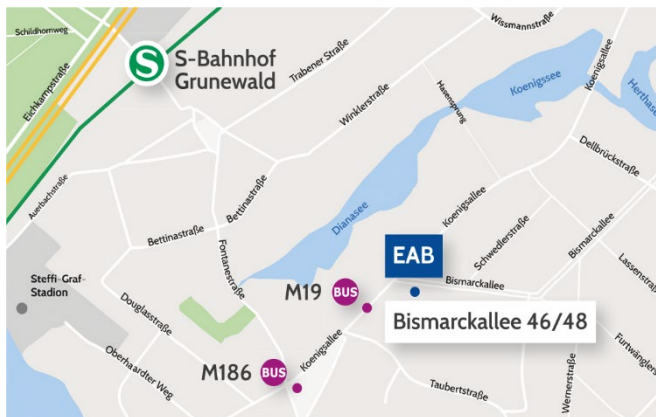 Schildhornweg
Eichkampstraße
S
S-Bahnhof
Grunewald
Trabener Straße
Wissmannstraße
Koenigsallee
Koenigssee
Herthasee
Winklerstraße
Hasensprung
Dellbrückstraße
Auerbachstraße
Bettinastraße
Bettinastraße
Dianasee
Koenigsallee
Fontanestraße
Schwedlerstraße
Bismarckallee
Lassenstraße
EAB
Bismarckallee
Bismarckallee 46/48
Steffi-Graf-
Stadion
M19
BUS
Douglasstraße
Oberhaardter Weg
M186
BUS
Koenigsallee
Taubertstraße
Wernerstraße
Furtwängler